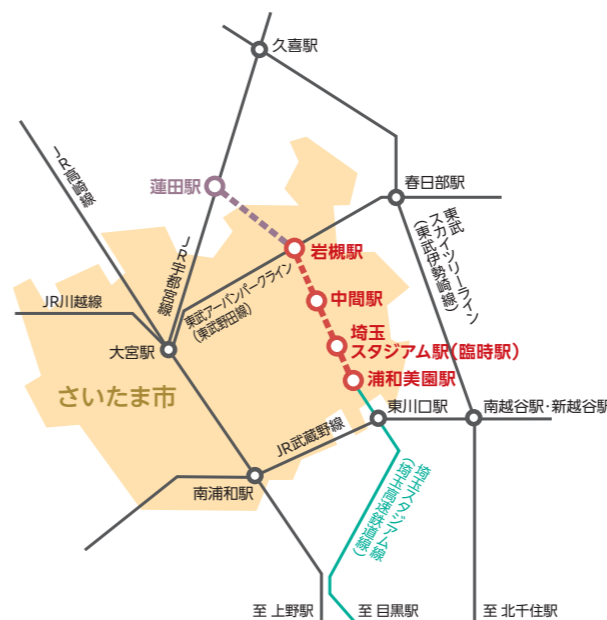 久喜駅
JR高崎線
蓮田駅
春日部駅
JR宇都宮線
東武
スカイツリーライン
(東武伊勢崎線)
岩槻駅
東武アーバンパークライン
(東武野田線)
JR川越線
中間駅
大宮駅
埼玉
スタジアム駅(臨時駅)
浦和美園駅
さいたま市
東川口駅
南越谷駅・新越谷駅
JR武蔵野線
南浦和駅
埼玉スタジアム線
(埼玉高速鉄道線)
至 上野駅
至 目黒駅
至 北千住駅